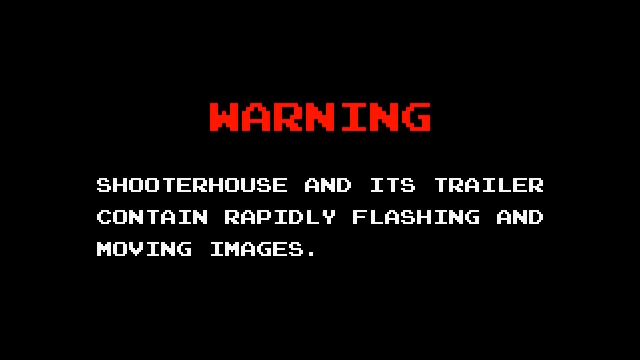 WARNING
SHOOTERHOUSE AND ITS TRAILER
CONTAIN RAPIDLY FLASHING AND
MOVING IMAGES.